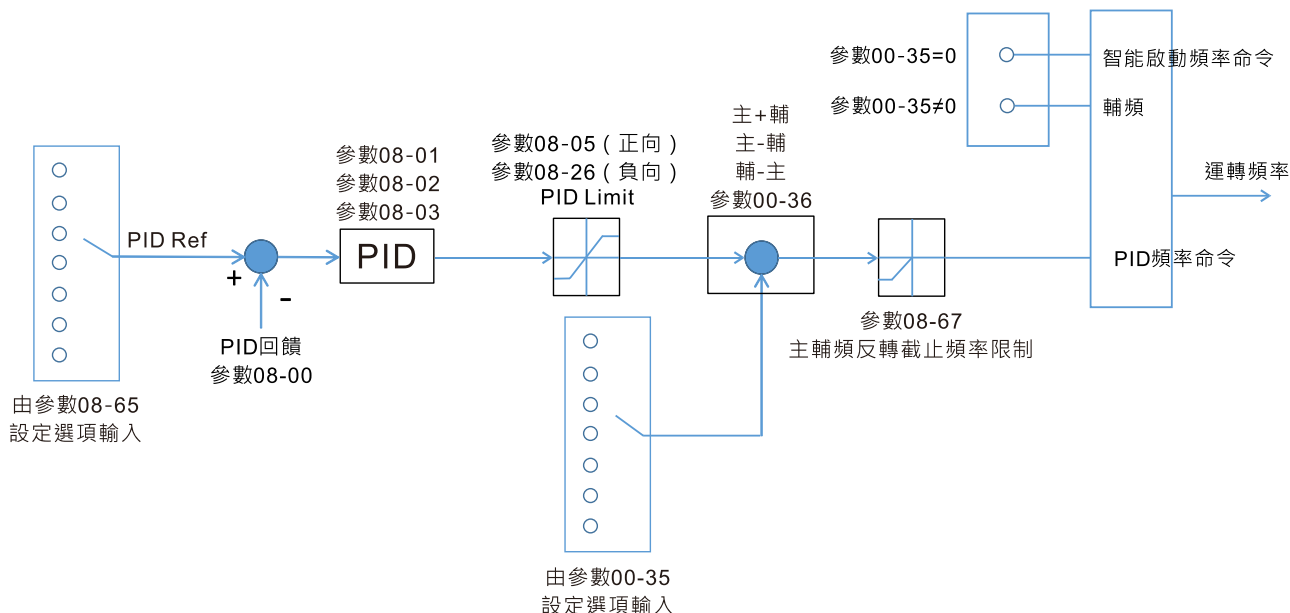 參數00-35=0
智能啟動頻率命令
參數00-35≠0
輔頻
主+輔
主-輔
輔-主
參數00-36
參數08-05（正向）
參數08-26（負向）
PID Limit
參數08-01
參數08-02
參數08-03
運轉頻率
PID Ref
PID
+
-
PID頻率命令
PID回饋
參數08-00
參數08-67
主輔頻反轉截止頻率限制
由參數08-65
設定選項輸入
由參數00-35
設定選項輸入